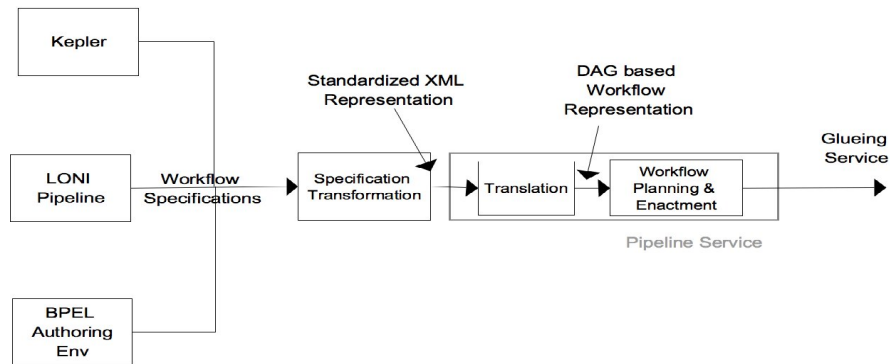 Kepler
LONI
Pipeline
BPEL
Authoring
Env
Workflow
Specifications
Standardized XML
Representation
Specification
Transformation
DAG based
Workflow
Representation
Translation
Workflow
Planning &
Enactment
Pipeline Service
Glueing
Service